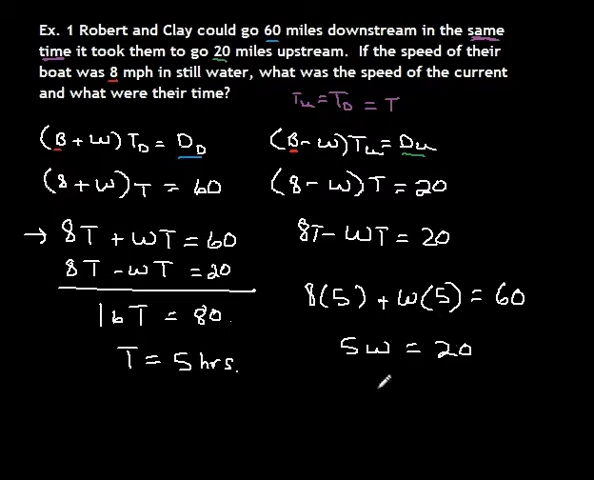 Ex. 1 Robert and Clay could go 60 miles downstream in the same
time it took them to go 20 miles upstream. If the speed of their
boat was 8 mph in still water, what was the speed of the current
and what were their time?
Tu = TD = T
(B + W) TD = DD
(B - W) Tu = Du
(8 + W) T = 60
(8 - W) T = 20
→ 8T + WT = 60
8T - WT = 20
8T - WT = 20
16T = 80
8(5) + W(5) = 60
T = 5 hrs.
5W = 20